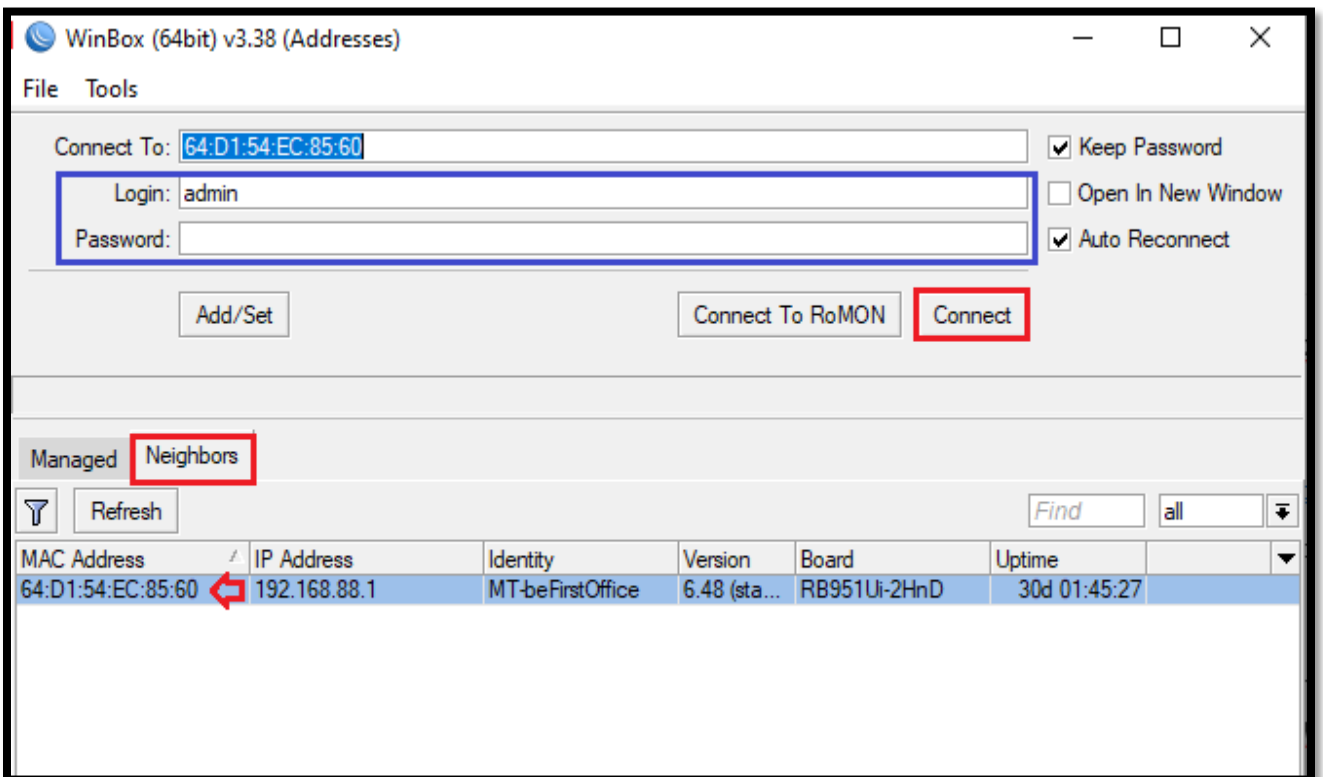 WinBox (64bit) v3.38 (Addresses)
File Tools
Connect To: 64:D1:54:EC:85:60 Keep Password
Login: admin Open In New Window
Password: Auto Reconnect
Add/Set Connect To RoMON Connect
Managed Neighbors
Refresh Find all
MAC Address IP Address Identity Version Board Uptime
64:D1:54:EC:85:60 192.168.88.1 MT-beFirstOffice 6.48 (sta... RB951Ui-2HnD 30d 01:45:27